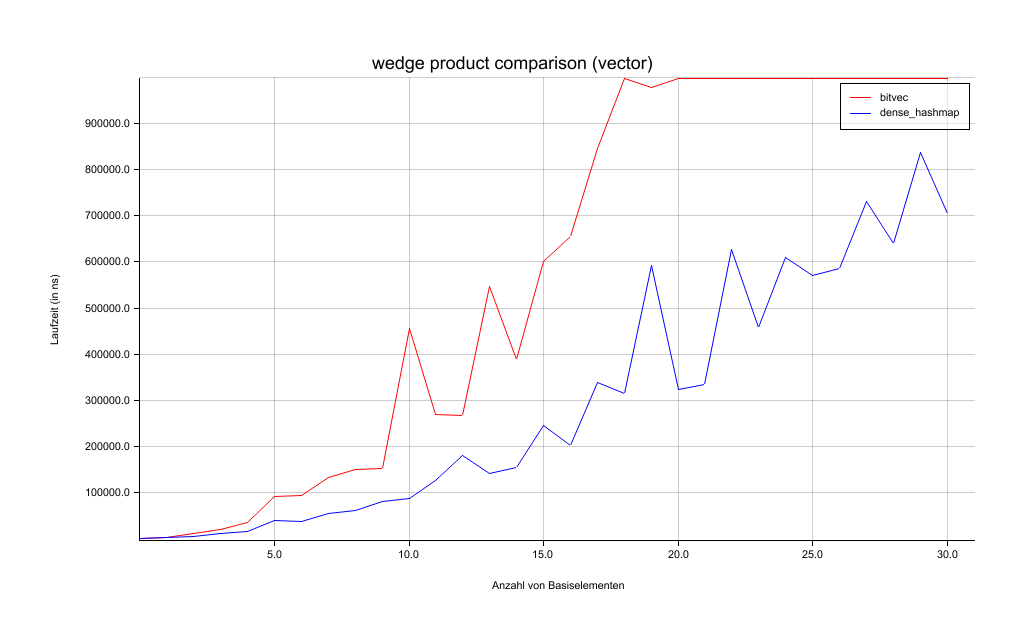 wedge product comparison (vector)
bitvec
dense_hashmap
900000.0
800000.0
700000.0
600000.0
500000.0
400000.0
300000.0
200000.0
100000.0
Laufzeit (in ns)
5.0 10.0 15.0 20.0 25.0 30.0
Anzahl von Basiselementen